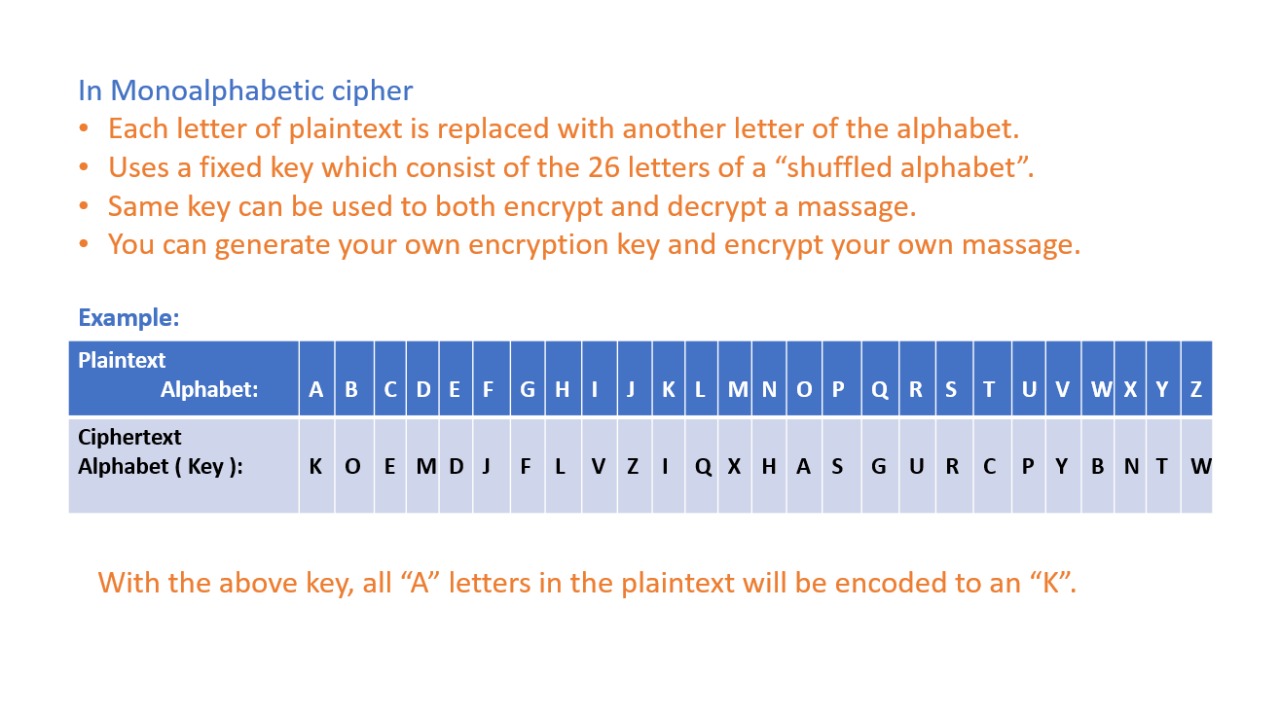 In Monoalphabetic cipher
• Each letter of plaintext is replaced with another letter of the alphabet.
• Uses a fixed key which consist of the 26 letters of a “shuffled alphabet”.
• Same key can be used to both encrypt and decrypt a massage.
• You can generate your own encryption key and encrypt your own massage.
Example:
Plaintext
Alphabet: A B C D E F G H I J K L M N O P Q R S T U V W X Y Z
Ciphertext
Alphabet ( Key ): K O E M D J F L V Z I Q X H A S G U R C P Y B N T W
With the above key, all “A” letters in the plaintext will be encoded to an “K”.